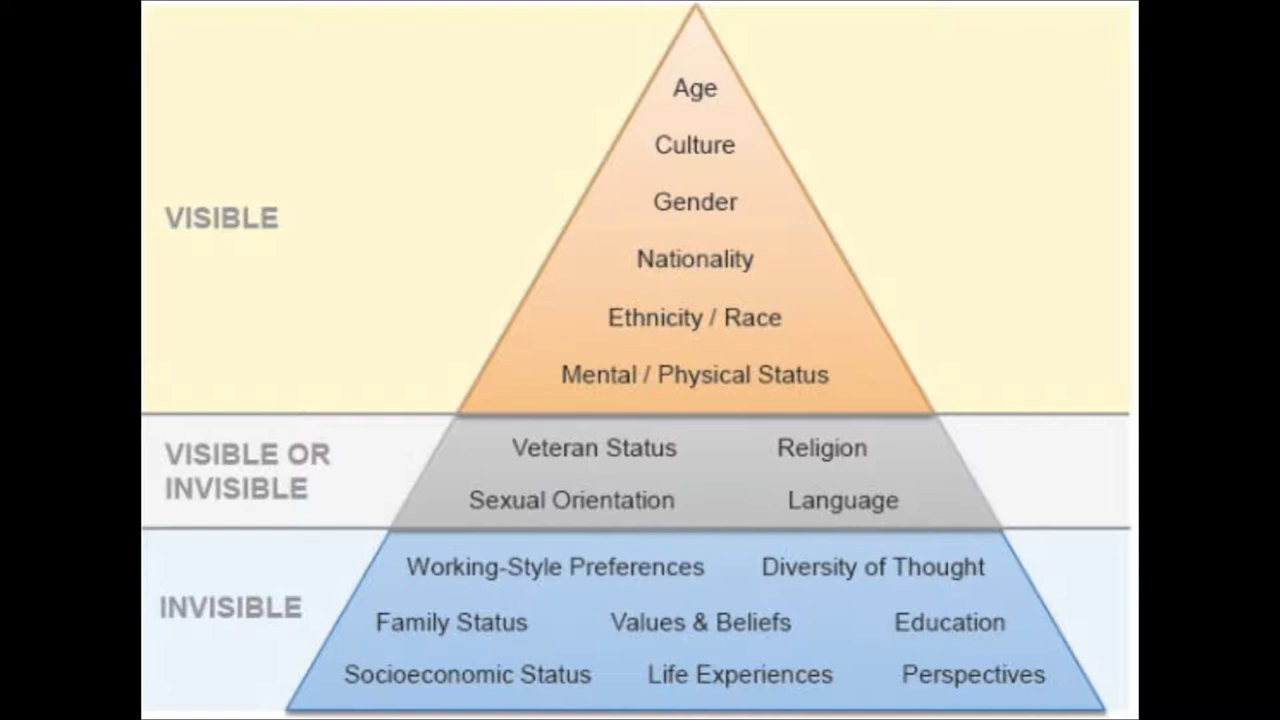 Age
Culture
Gender
VISIBLE
Nationality
Ethnicity / Race
Mental / Physical Status
VISIBLE OR
INVISIBLE
Veteran Status Religion
Sexual Orientation Language
Working-Style Preferences Diversity of Thought
INVISIBLE
Family Status Values & Beliefs Education
Socioeconomic Status Life Experiences Perspectives